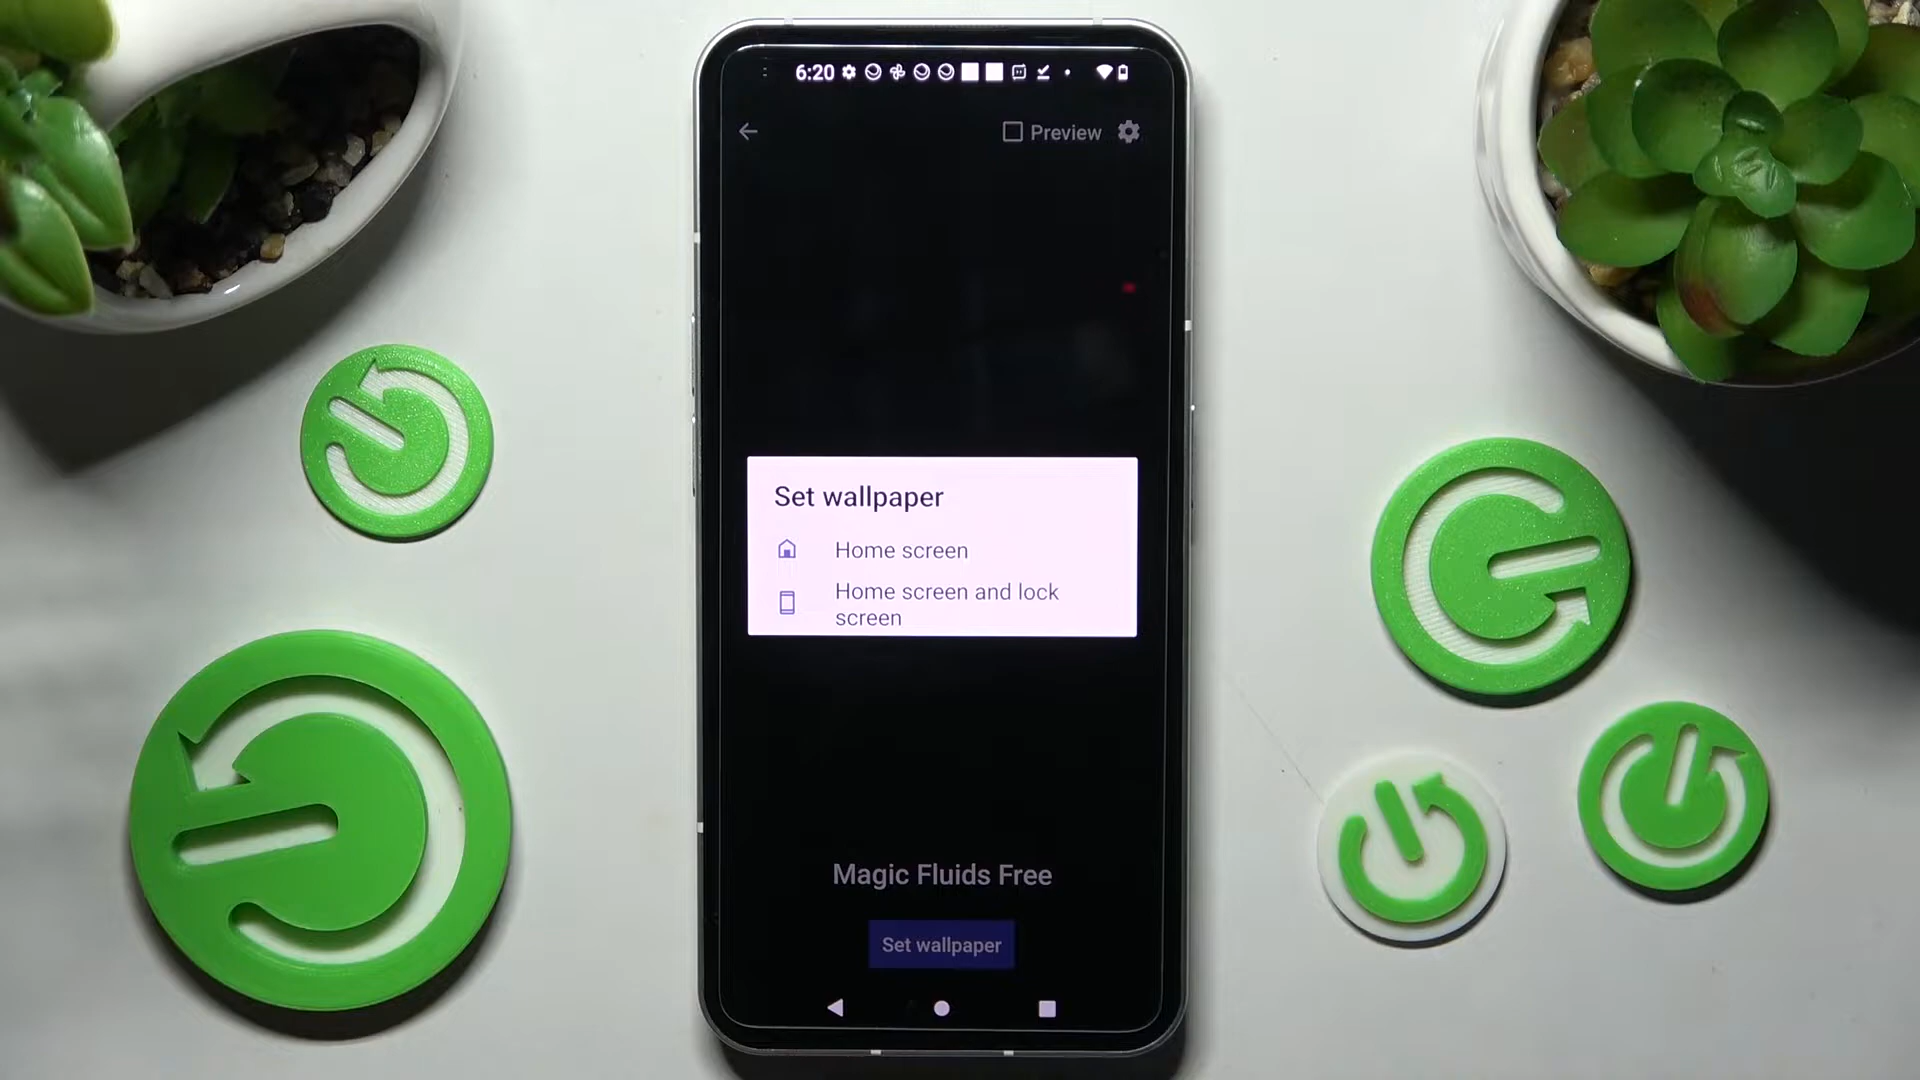 6:20
Preview
Set wallpaper
Home screen
Home screen and lock
screen
Magic Fluids Free
Set wallpaper